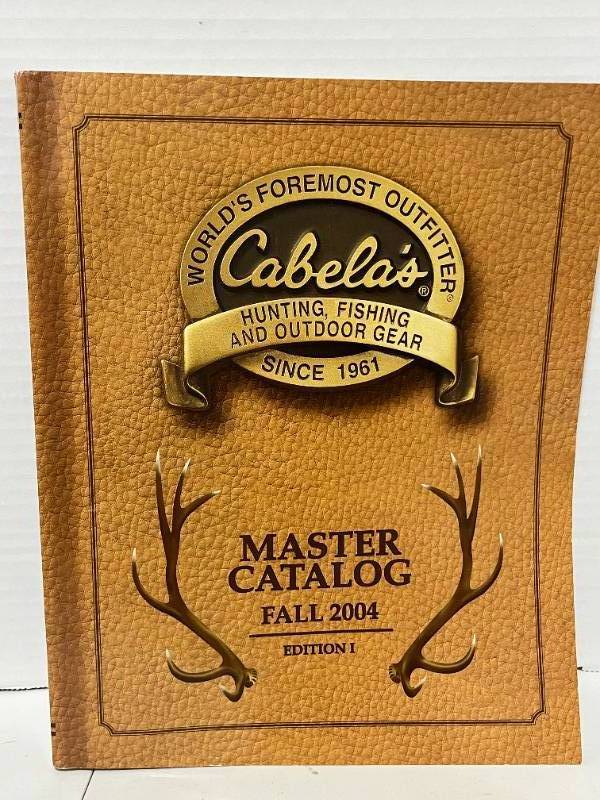 WORLD'S FOREMOST OUTFITTER®
Cabela's®
HUNTING, FISHING
AND OUTDOOR GEAR
SINCE 1961
MASTER
CATALOG
FALL 2004
EDITION I